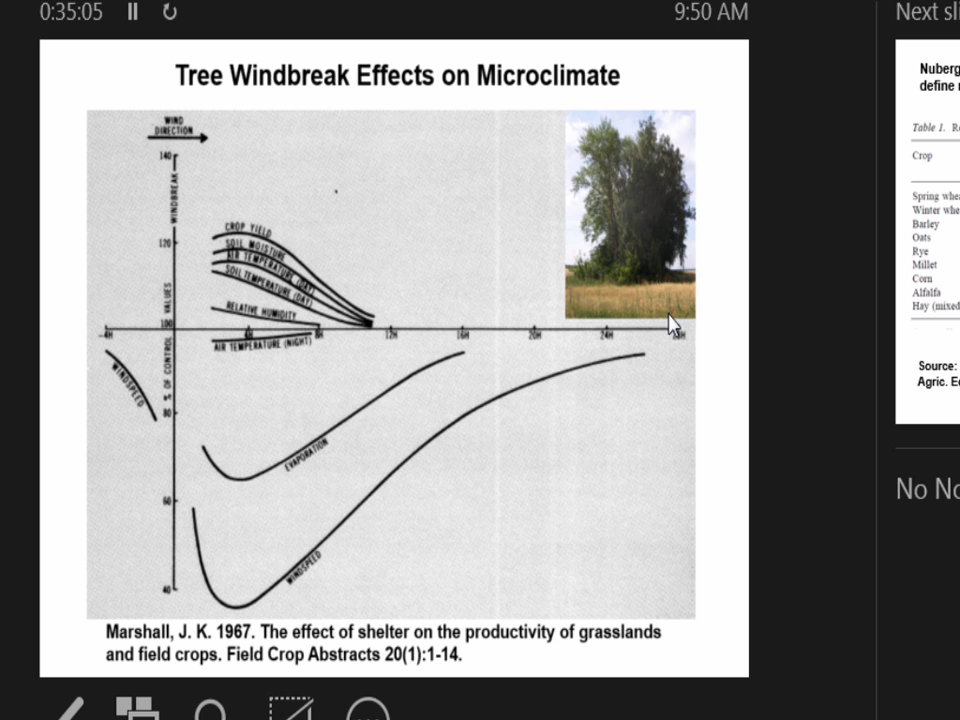 0:35:05
9:50 AM
Next sli
Tree Windbreak Effects on Microclimate
WIND
DIRECTION
140
WINDBREAK
CROP YIELD
120
SOIL MOISTURE
AIR TEMPERATURE (DAY)
SOIL TEMPERATURE (DAY)
RELATIVE HUMIDITY
100
4H
8H
12H
16H
20H
24H
AIR TEMPERATURE (NIGHT)
WINDSPEED
% OF CONTROL VALUES
80
EVAPORATION
60
WINDSPEED
40
Marshall, J. K. 1967. The effect of shelter on the productivity of grasslands
and field crops. Field Crop Abstracts 20(1):1-14.
Nuberg
define
Table 1. R
Crop
Spring whe
Winter whe
Barley
Oats
Rye
Millet
Corn
Alfalfa
Hay (mixed
Source:
Agric. E
No No